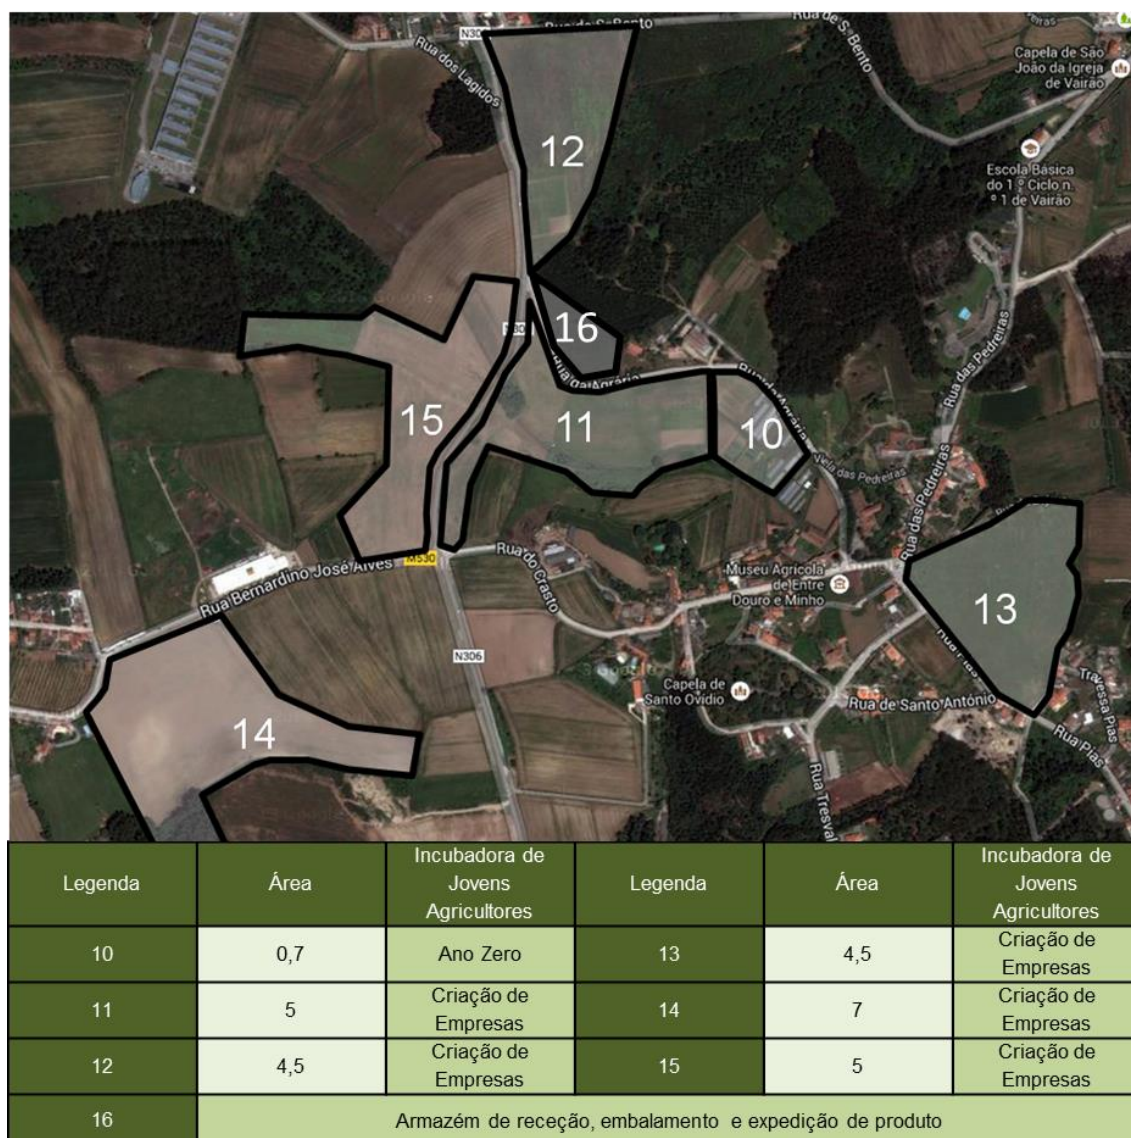 Rua de S. Bento
Rua de S. Bento
Rua dos Lagidos
Capela de São
João da Igreja
de Vairão
Escola Básica
do 1 º Ciclo n.
º 1 de Vairão
12
16
Rua da Agrária
Rua da Agrária
Rua das Pedreiras
15
11
10
Viela das Pedreiras
Rua das Pedreiras
M530
Rua Bernardino José Alves
Rua do Crasto
Museu Agrícola
de Entre
Douro e Minho
13
N306
Capela de
Santo Ovídio
Rua de Santo António
Travessa Pias
Rua Pias
14
Rua Tresval
Legenda
Área
Incubadora de
Jovens
Agricultores
Legenda
Área
Incubadora de
Jovens
Agricultores
10
0,7
Ano Zero
13
4,5
Criação de
Empresas
11
5
Criação de
Empresas
14
7
Criação de
Empresas
12
4,5
Criação de
Empresas
15
5
Criação de
Empresas
16
Armazém de receção, embalamento e expedição de produto